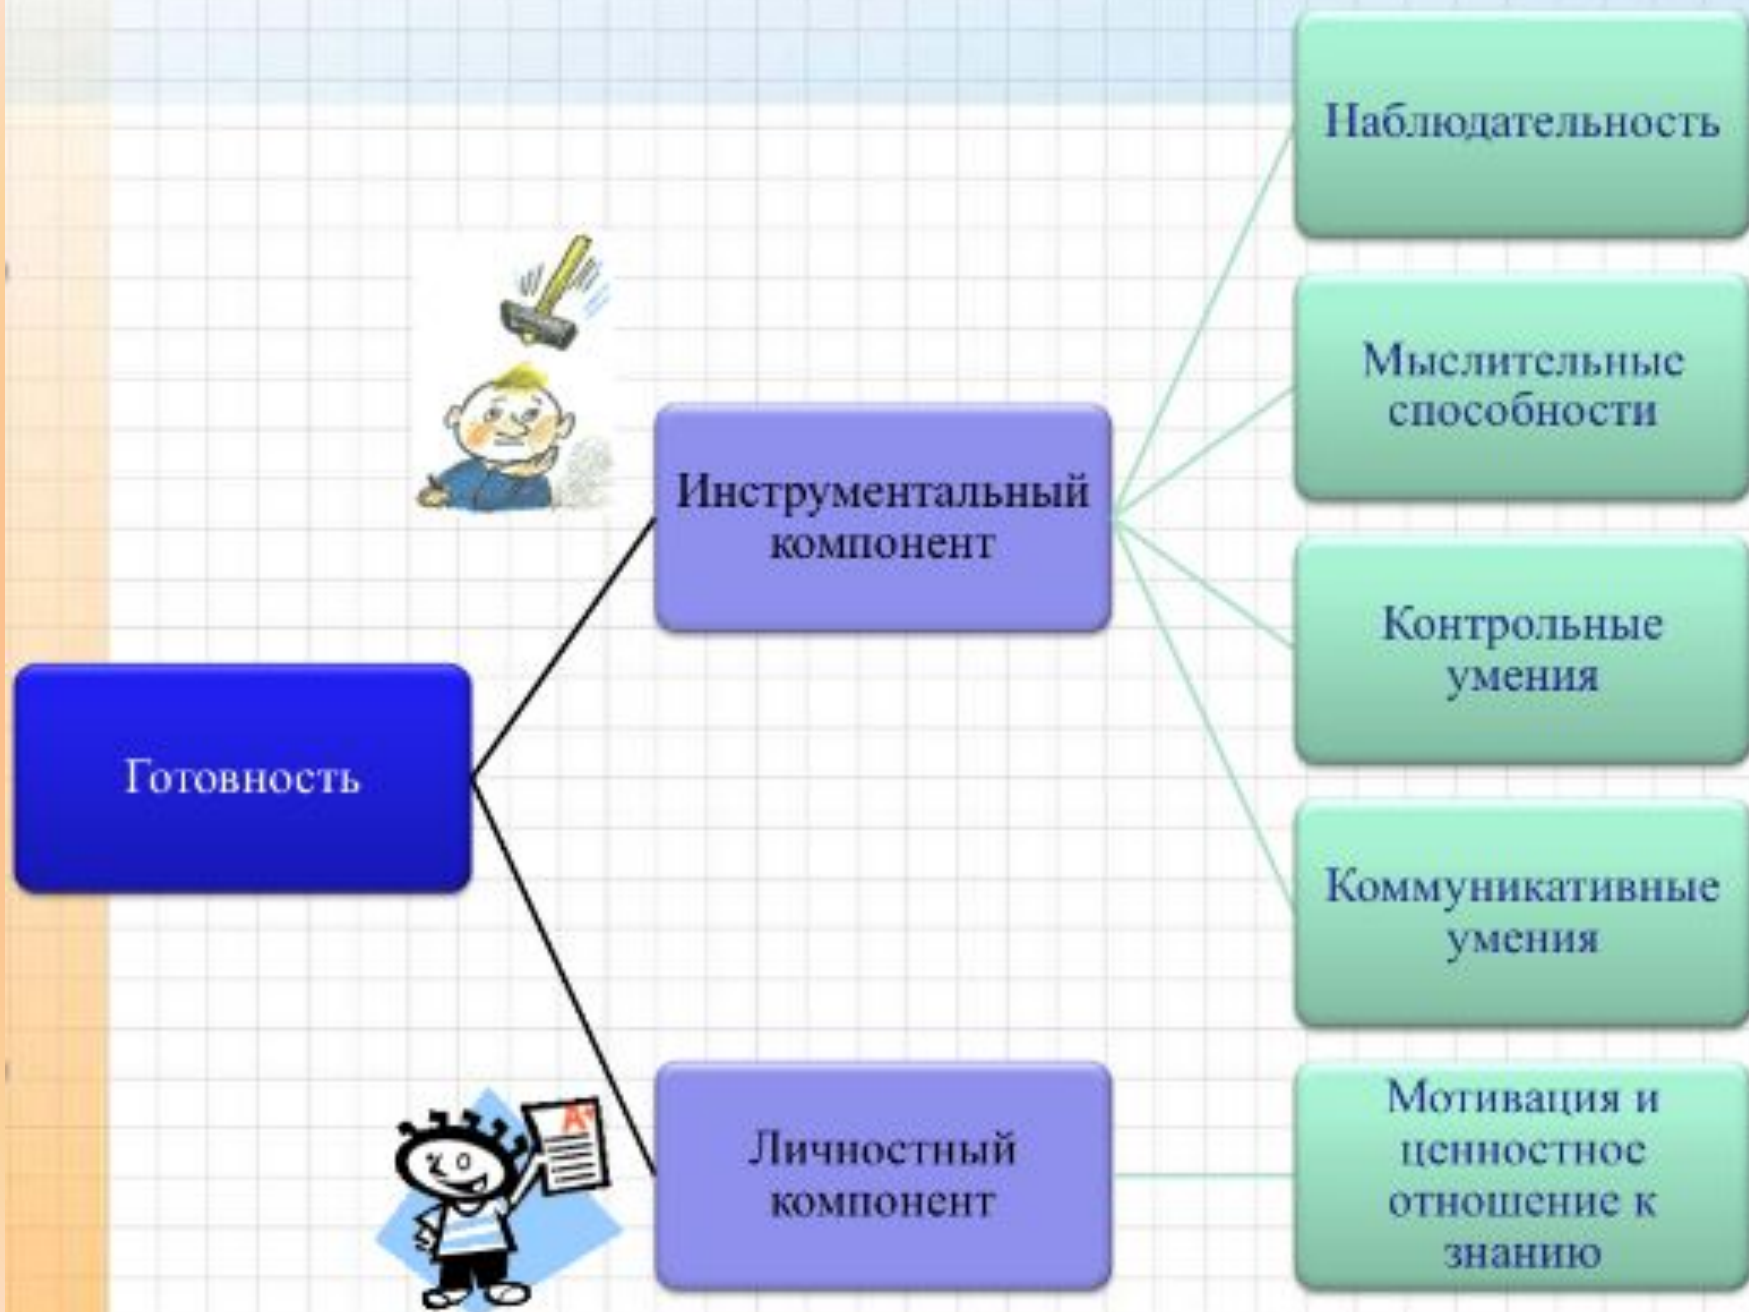 Готовность
Инструментальный
компонент
Личностный
компонент
Наблюдательность
Мыслительные
способности
Контрольные
умения
Коммуникативные
умения
Мотивация и
ценностное
отношение к
знанию
A+